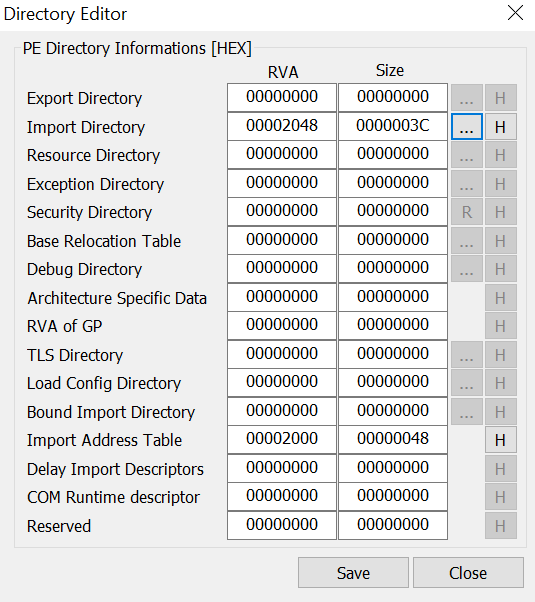 Directory Editor
PE Directory Informations [HEX]
RVA Size
Export Directory 00000000 00000000 ... H
Import Directory 00002048 0000003C ... H
Resource Directory 00000000 00000000 ... H
Exception Directory 00000000 00000000 ... H
Security Directory 00000000 00000000 R H
Base Relocation Table 00000000 00000000 ... H
Debug Directory 00000000 00000000 ... H
Architecture Specific Data 00000000 00000000 H
RVA of GP 00000000 00000000 H
TLS Directory 00000000 00000000 ... H
Load Config Directory 00000000 00000000 ... H
Bound Import Directory 00000000 00000000 ... H
Import Address Table 00002000 00000048 H
Delay Import Descriptors 00000000 00000000 H
COM Runtime descriptor 00000000 00000000 H
Reserved 00000000 00000000 H
Save Close